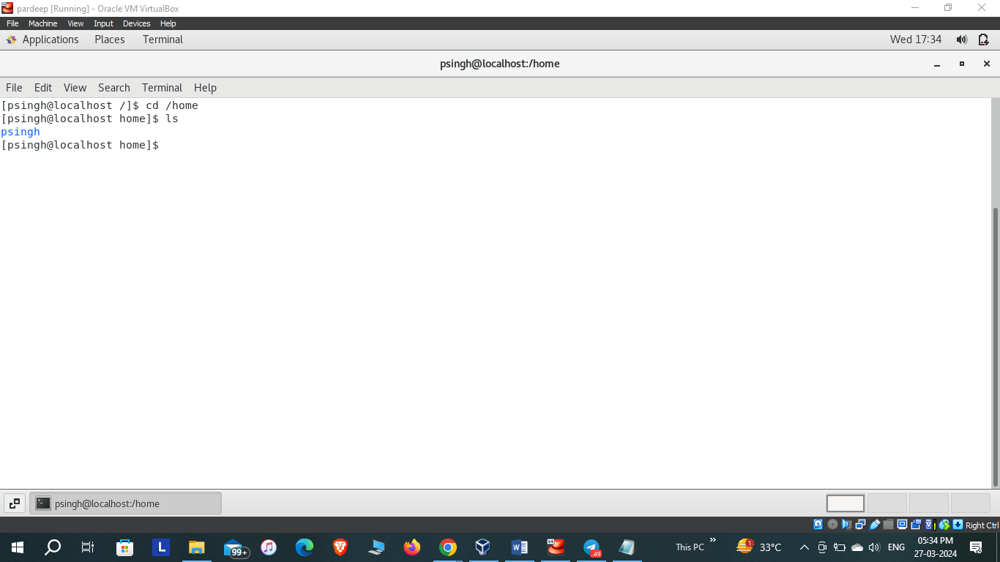 pardeep [Running] - Oracle VM VirtualBox
File Machine View Input Devices Help
Applications Places Terminal Wed 17:34
psingh@localhost:/home
File Edit View Search Terminal Help
[psingh@localhost /]$ cd /home
[psingh@localhost home]$ ls
psingh
[psingh@localhost home]$
psingh@localhost:/home
Right Ctrl
L 99+ This PC 1 33°C ENG 05:34 PM
.49 27-03-2024